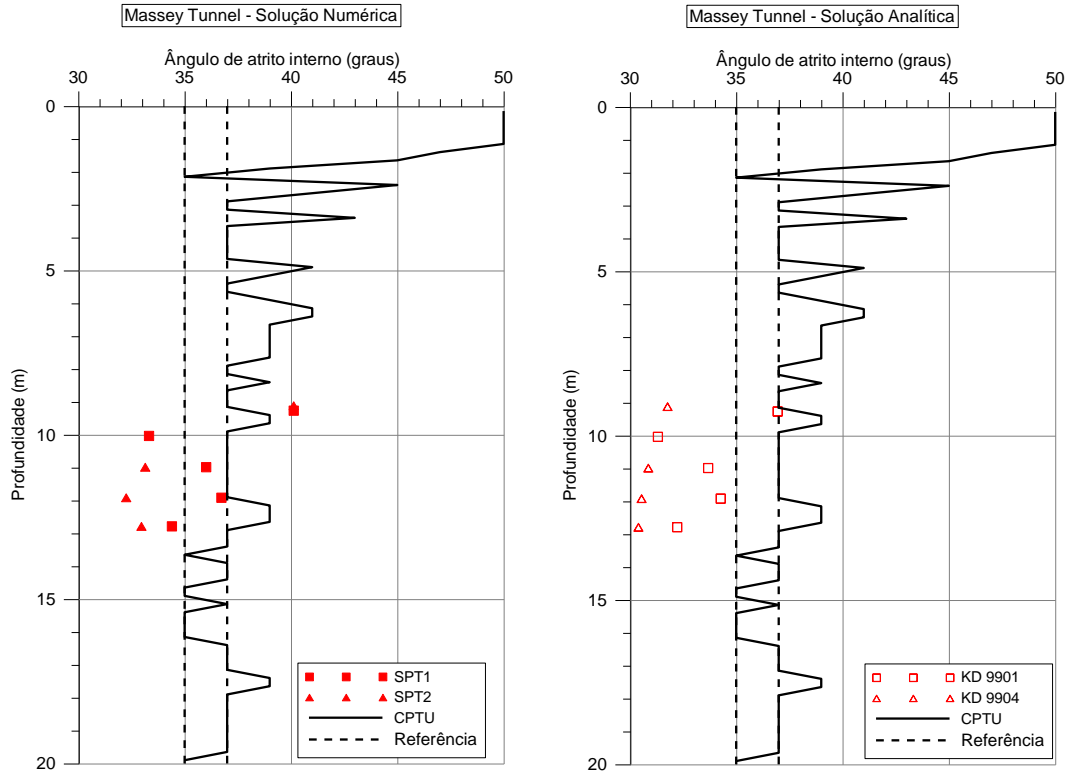 Massey Tunnel - Solução Numérica
Ângulo de atrito interno (graus)
30 35 40 45 50
0
5
10
15
20
Profundidade (m)
SPT1
SPT2
CPTU
Referência
Massey Tunnel - Solução Analítica
Ângulo de atrito interno (graus)
30 35 40 45 50
0
5
10
15
20
Profundidade (m)
KD 9901
KD 9904
CPTU
Referência